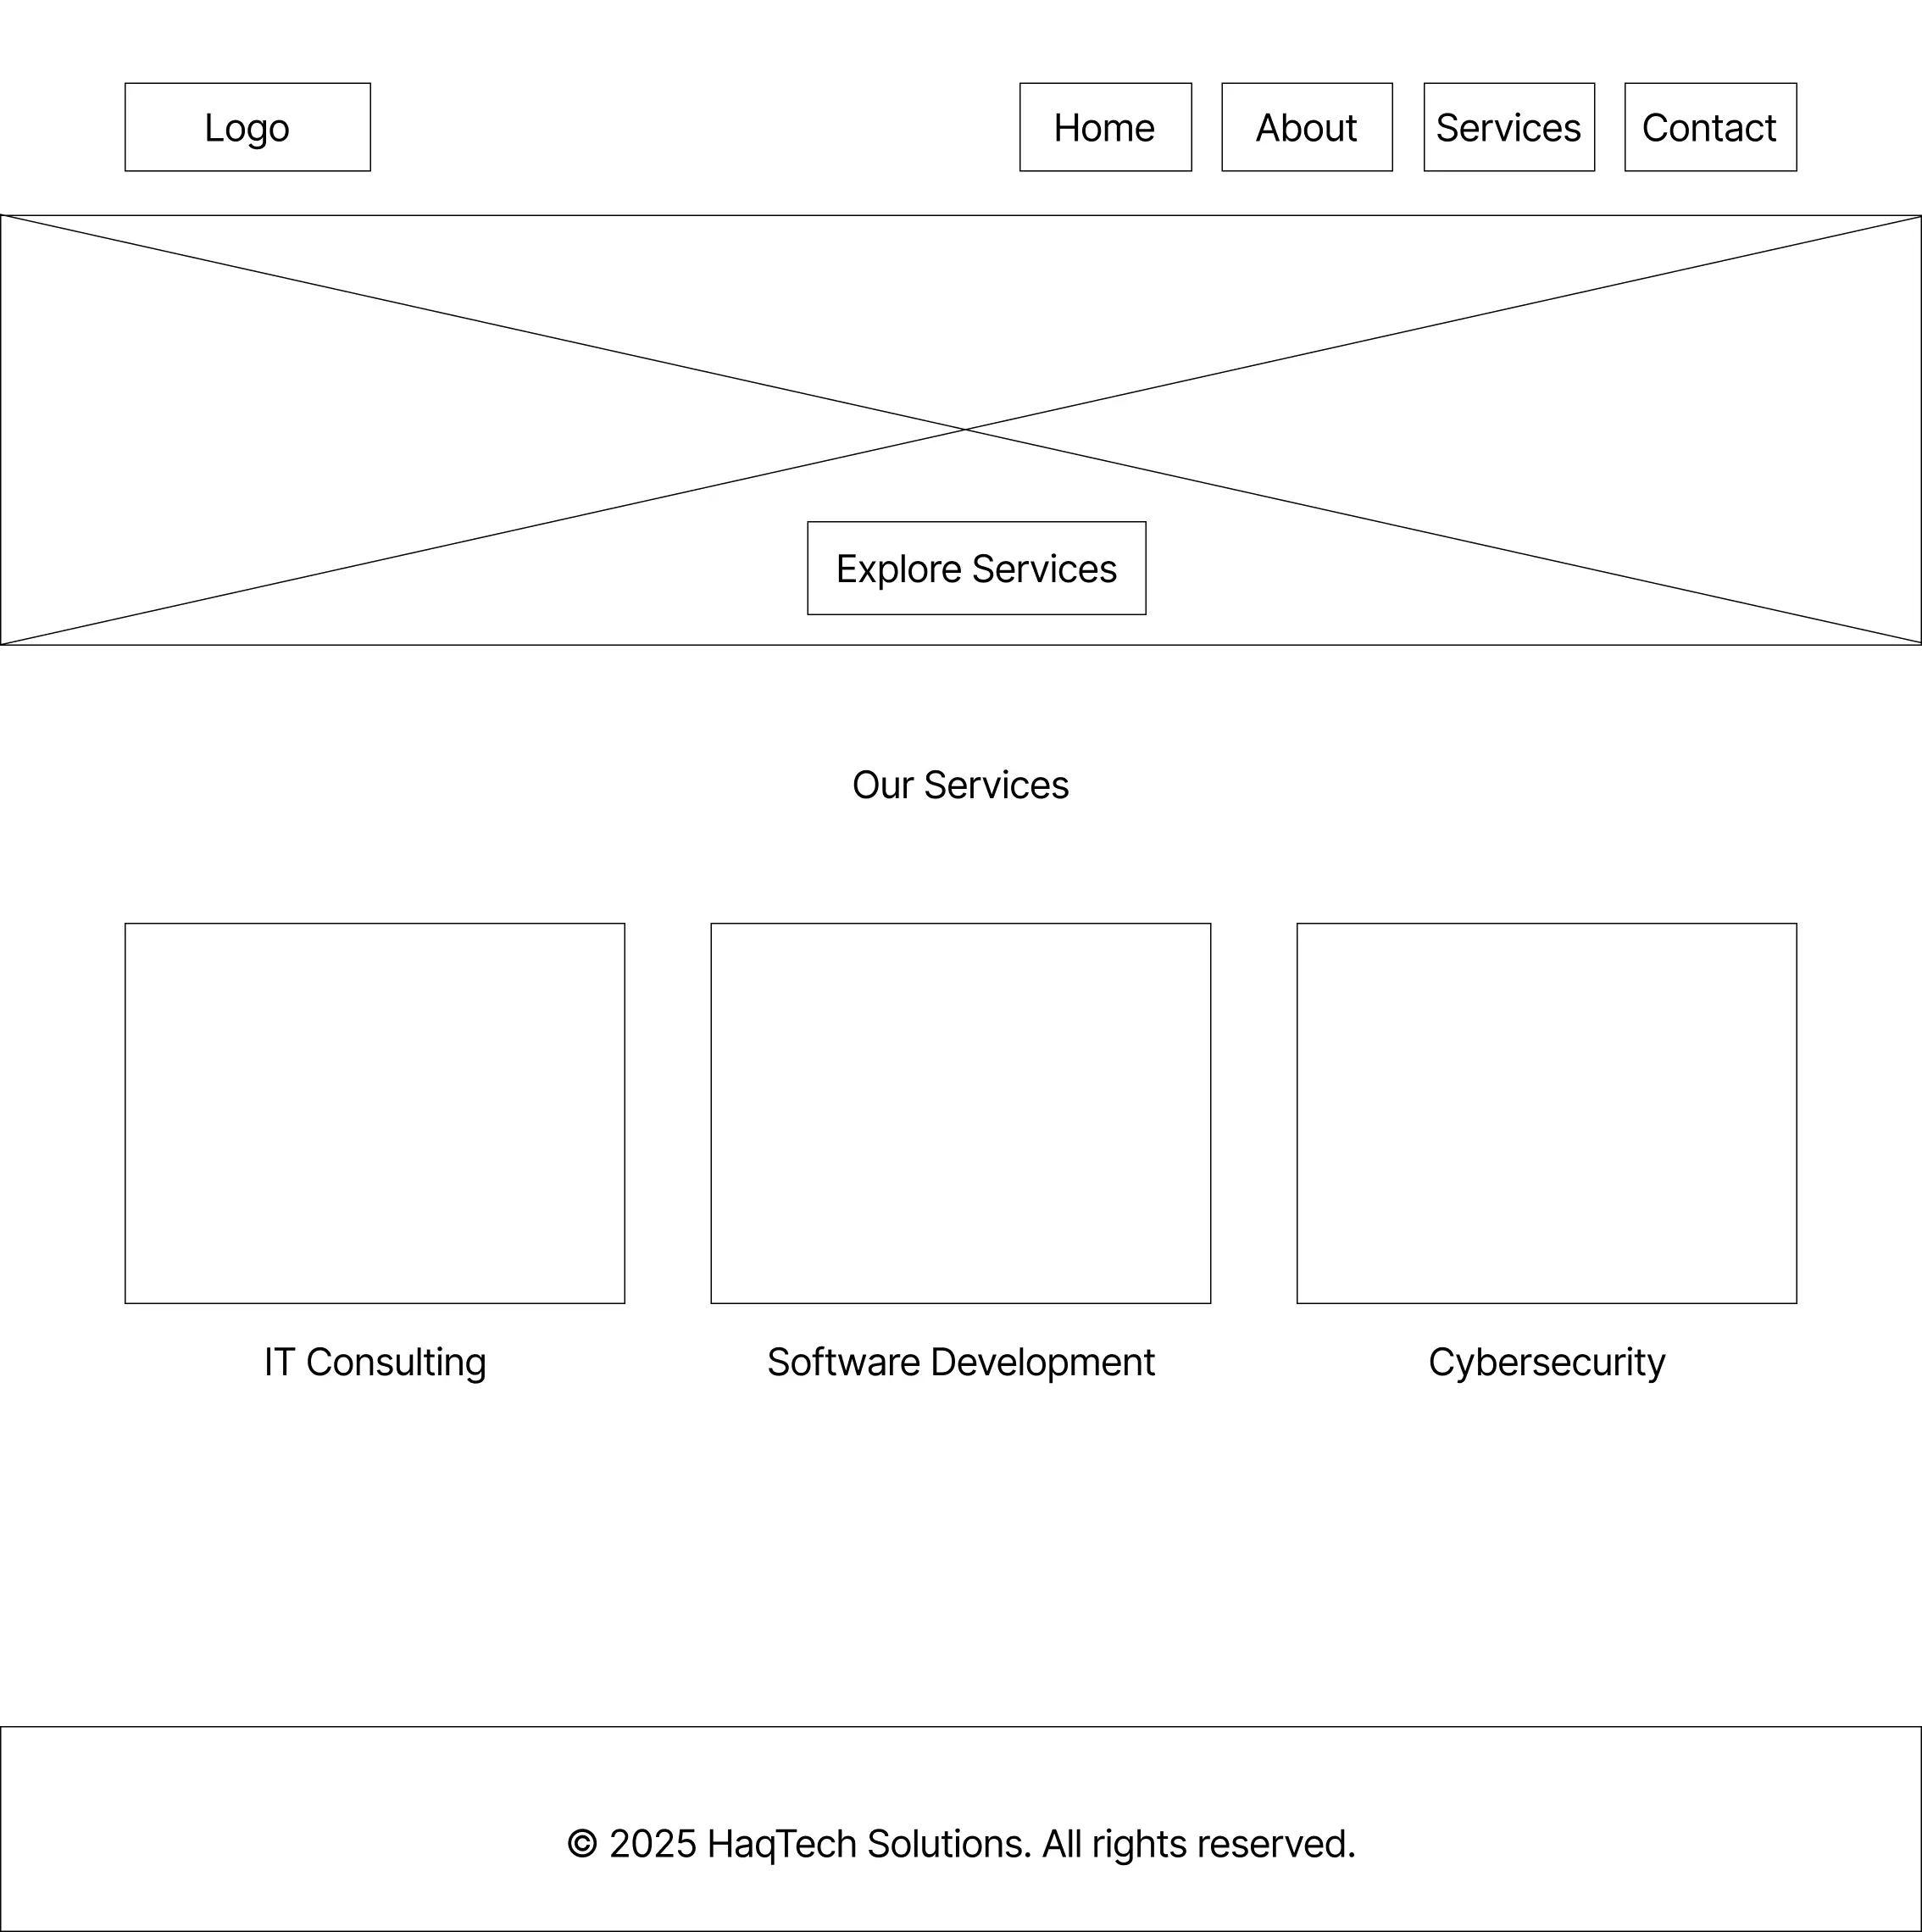 Logo
Home
About
Services
Contact
Explore Services
Our Services
IT Consulting
Software Development
Cybersecurity
© 2025 HaqTech Solutions. All rights reserved.